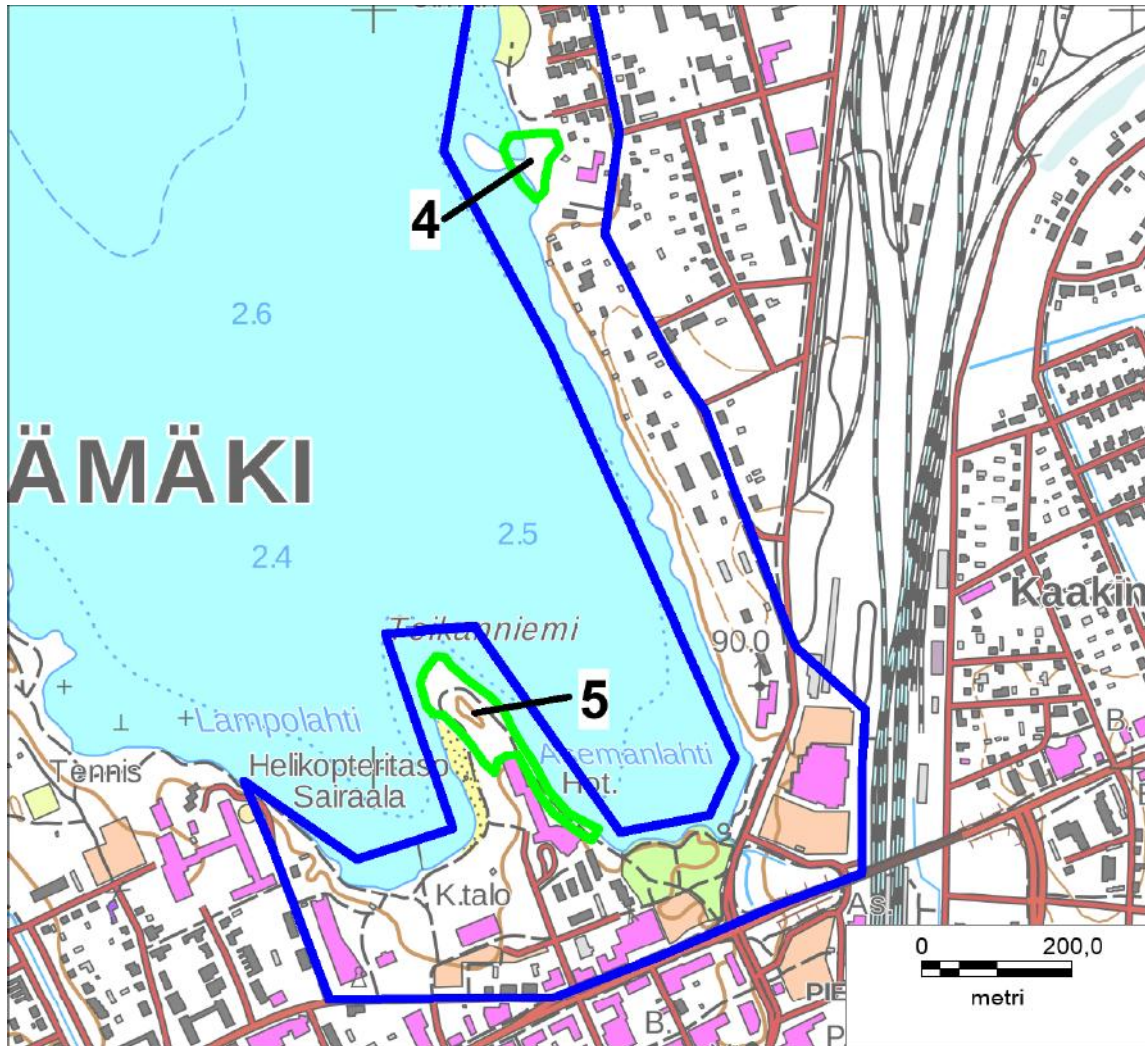 4
2.6
ÄMÄKI
2.5
2.4
Kaakin
Toikanniemi
90.0
5
Lämpolahti
Asemanlahti
B.
Tennis
Helikopteritaso
Hot.
Sairaala
K.talo
As.
0 200,0
metri
PIE
B.
P